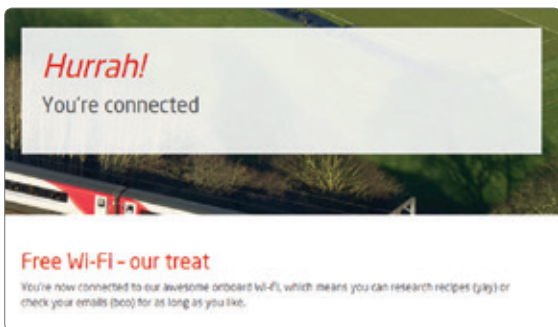 Hurrah!
You're connected
Free Wi-Fi – our treat
You're now connected to our awesome onboard Wi-Fi, which means you can research recipes (yay) or
check your emails (boo) for as long as you like.